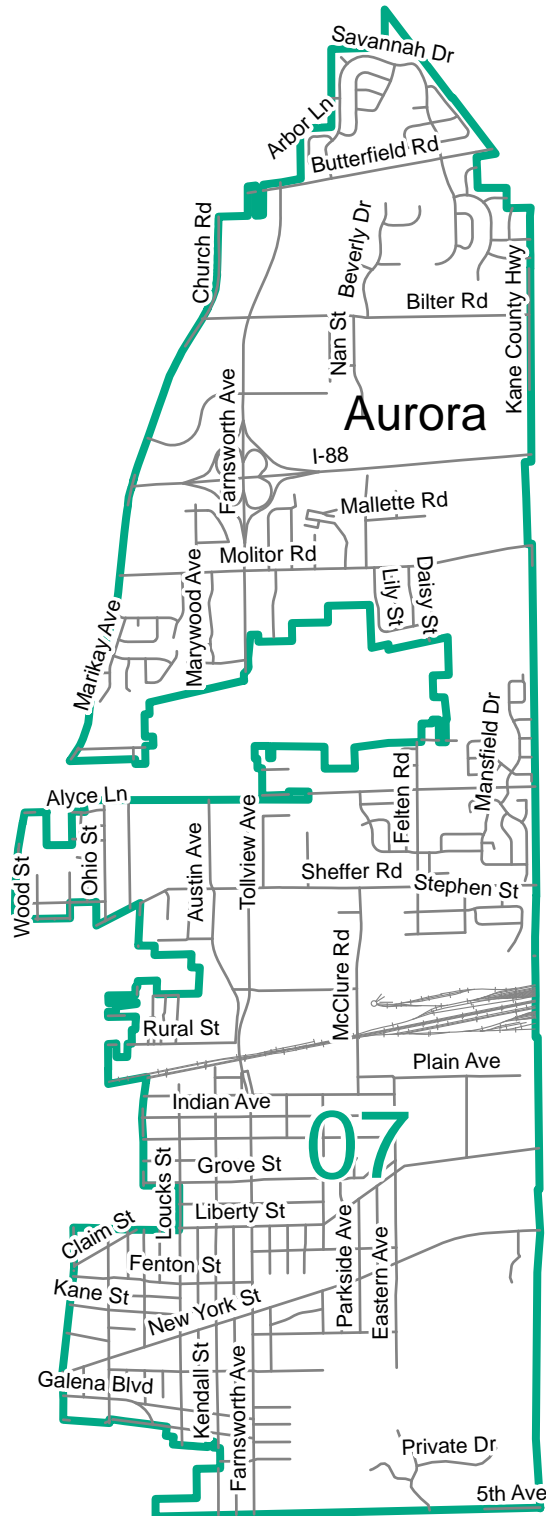 Savannah Dr
Arbor Ln
Butterfield Rd
Church Rd
Beverly Dr
Kane County Hwy
Bilter Rd
Nan St
Farnsworth Ave
Aurora
I-88
Mallette Rd
Molitor Rd
Marywood Ave
Lily St
Daisy St
Marikay Ave
Mansfield Dr
Felten Rd
Alyce Ln
Ohio St
Wood St
Austin Ave
Tollview Ave
Sheffer Rd
Stephen St
McClure Rd
Rural St
Plain Ave
Indian Ave
07
Grove St
Loucks St
Liberty St
Claim St
Fenton St
Parkside Ave
Eastern Ave
Kane St
New York St
Galena Blvd
Kendall St
Farnsworth Ave
Private Dr
5th Ave